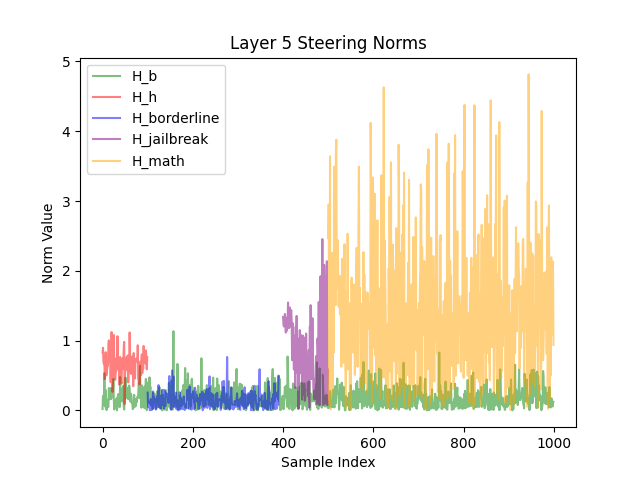 Layer 5 Steering Norms
5
4
3
2
1
0
Norm Value
H_b
H_h
H_borderline
H_jailbreak
H_math
0
200
400
600
800
1000
Sample Index